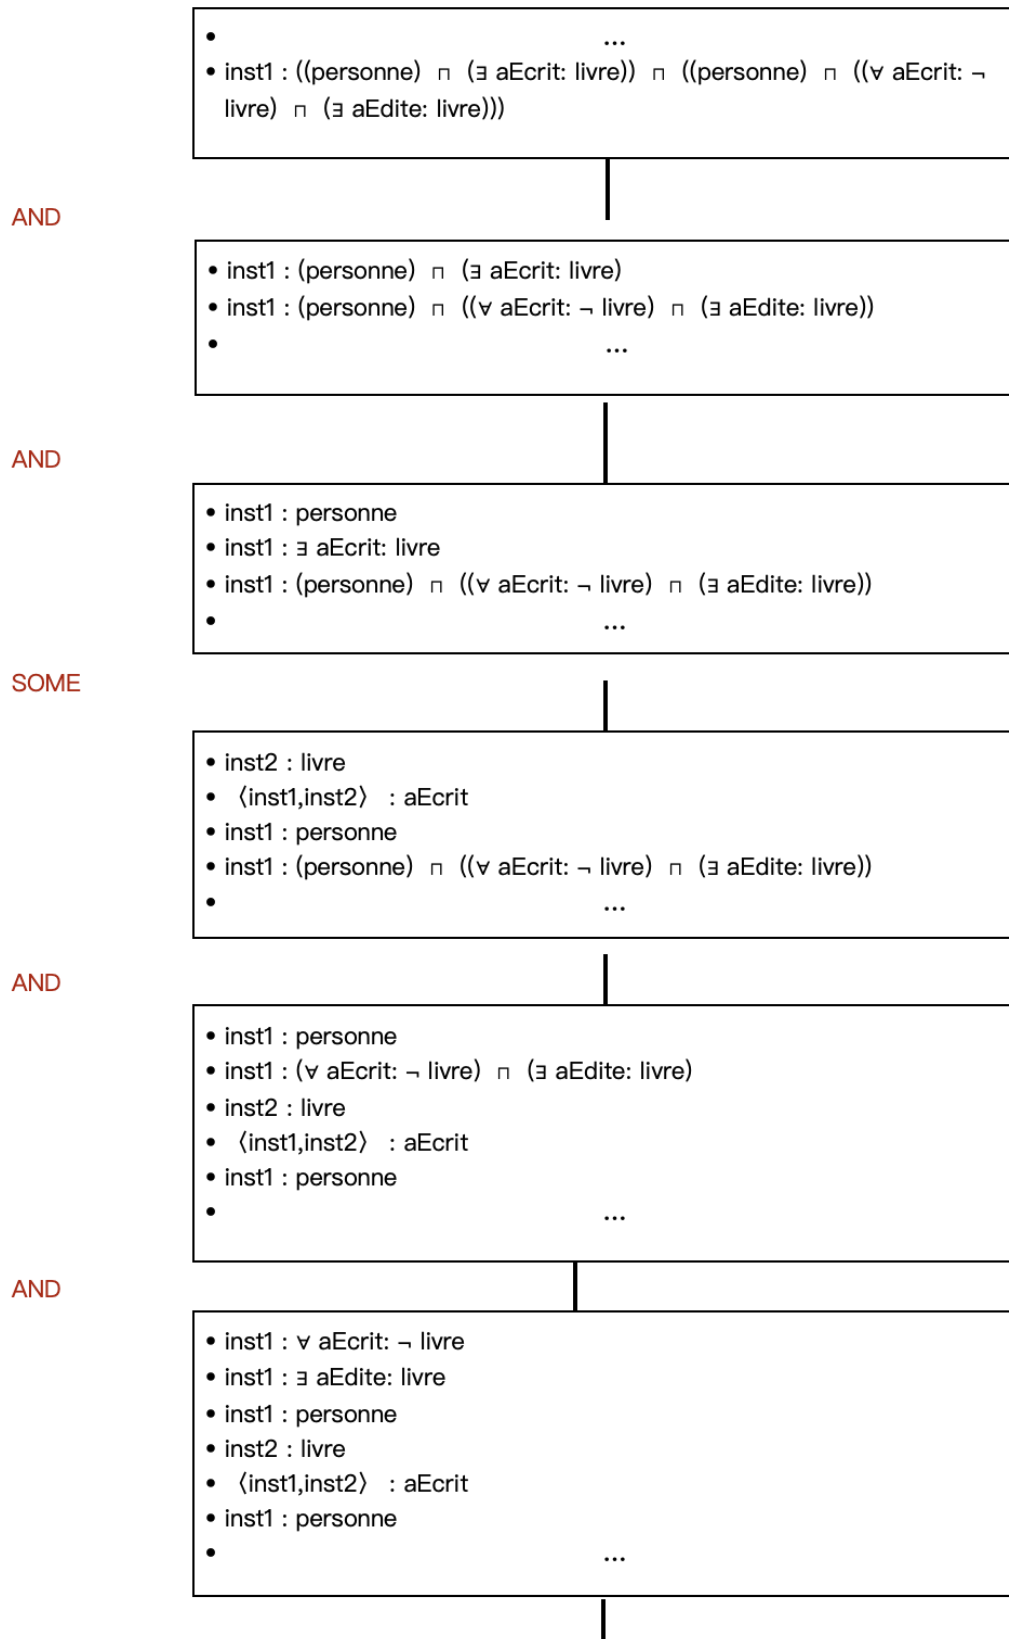 • ...
• inst1 : ((personne) ⊓ (∃ aEcrit: livre)) ⊓ ((personne) ⊓ ((∀ aEcrit: ¬
livre) ⊓ (∃ aEdite: livre)))
AND
• inst1 : (personne) ⊓ (∃ aEcrit: livre)
• inst1 : (personne) ⊓ ((∀ aEcrit: ¬ livre) ⊓ (∃ aEdite: livre))
• ...
AND
• inst1 : personne
• inst1 : ∃ aEcrit: livre
• inst1 : (personne) ⊓ ((∀ aEcrit: ¬ livre) ⊓ (∃ aEdite: livre))
• ...
SOME
• inst2 : livre
• 〈inst1,inst2〉 : aEcrit
• inst1 : personne
• inst1 : (personne) ⊓ ((∀ aEcrit: ¬ livre) ⊓ (∃ aEdite: livre))
• ...
AND
• inst1 : personne
• inst1 : (∀ aEcrit: ¬ livre) ⊓ (∃ aEdite: livre)
• inst2 : livre
• 〈inst1,inst2〉 : aEcrit
• inst1 : personne
• ...
AND
• inst1 : ∀ aEcrit: ¬ livre
• inst1 : ∃ aEdite: livre
• inst1 : personne
• inst2 : livre
• 〈inst1,inst2〉 : aEcrit
• inst1 : personne
• ...